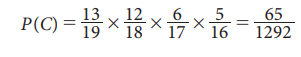 P(C) = 13/19 × 12/18 × 6/17 × 5/16 = 65/1292